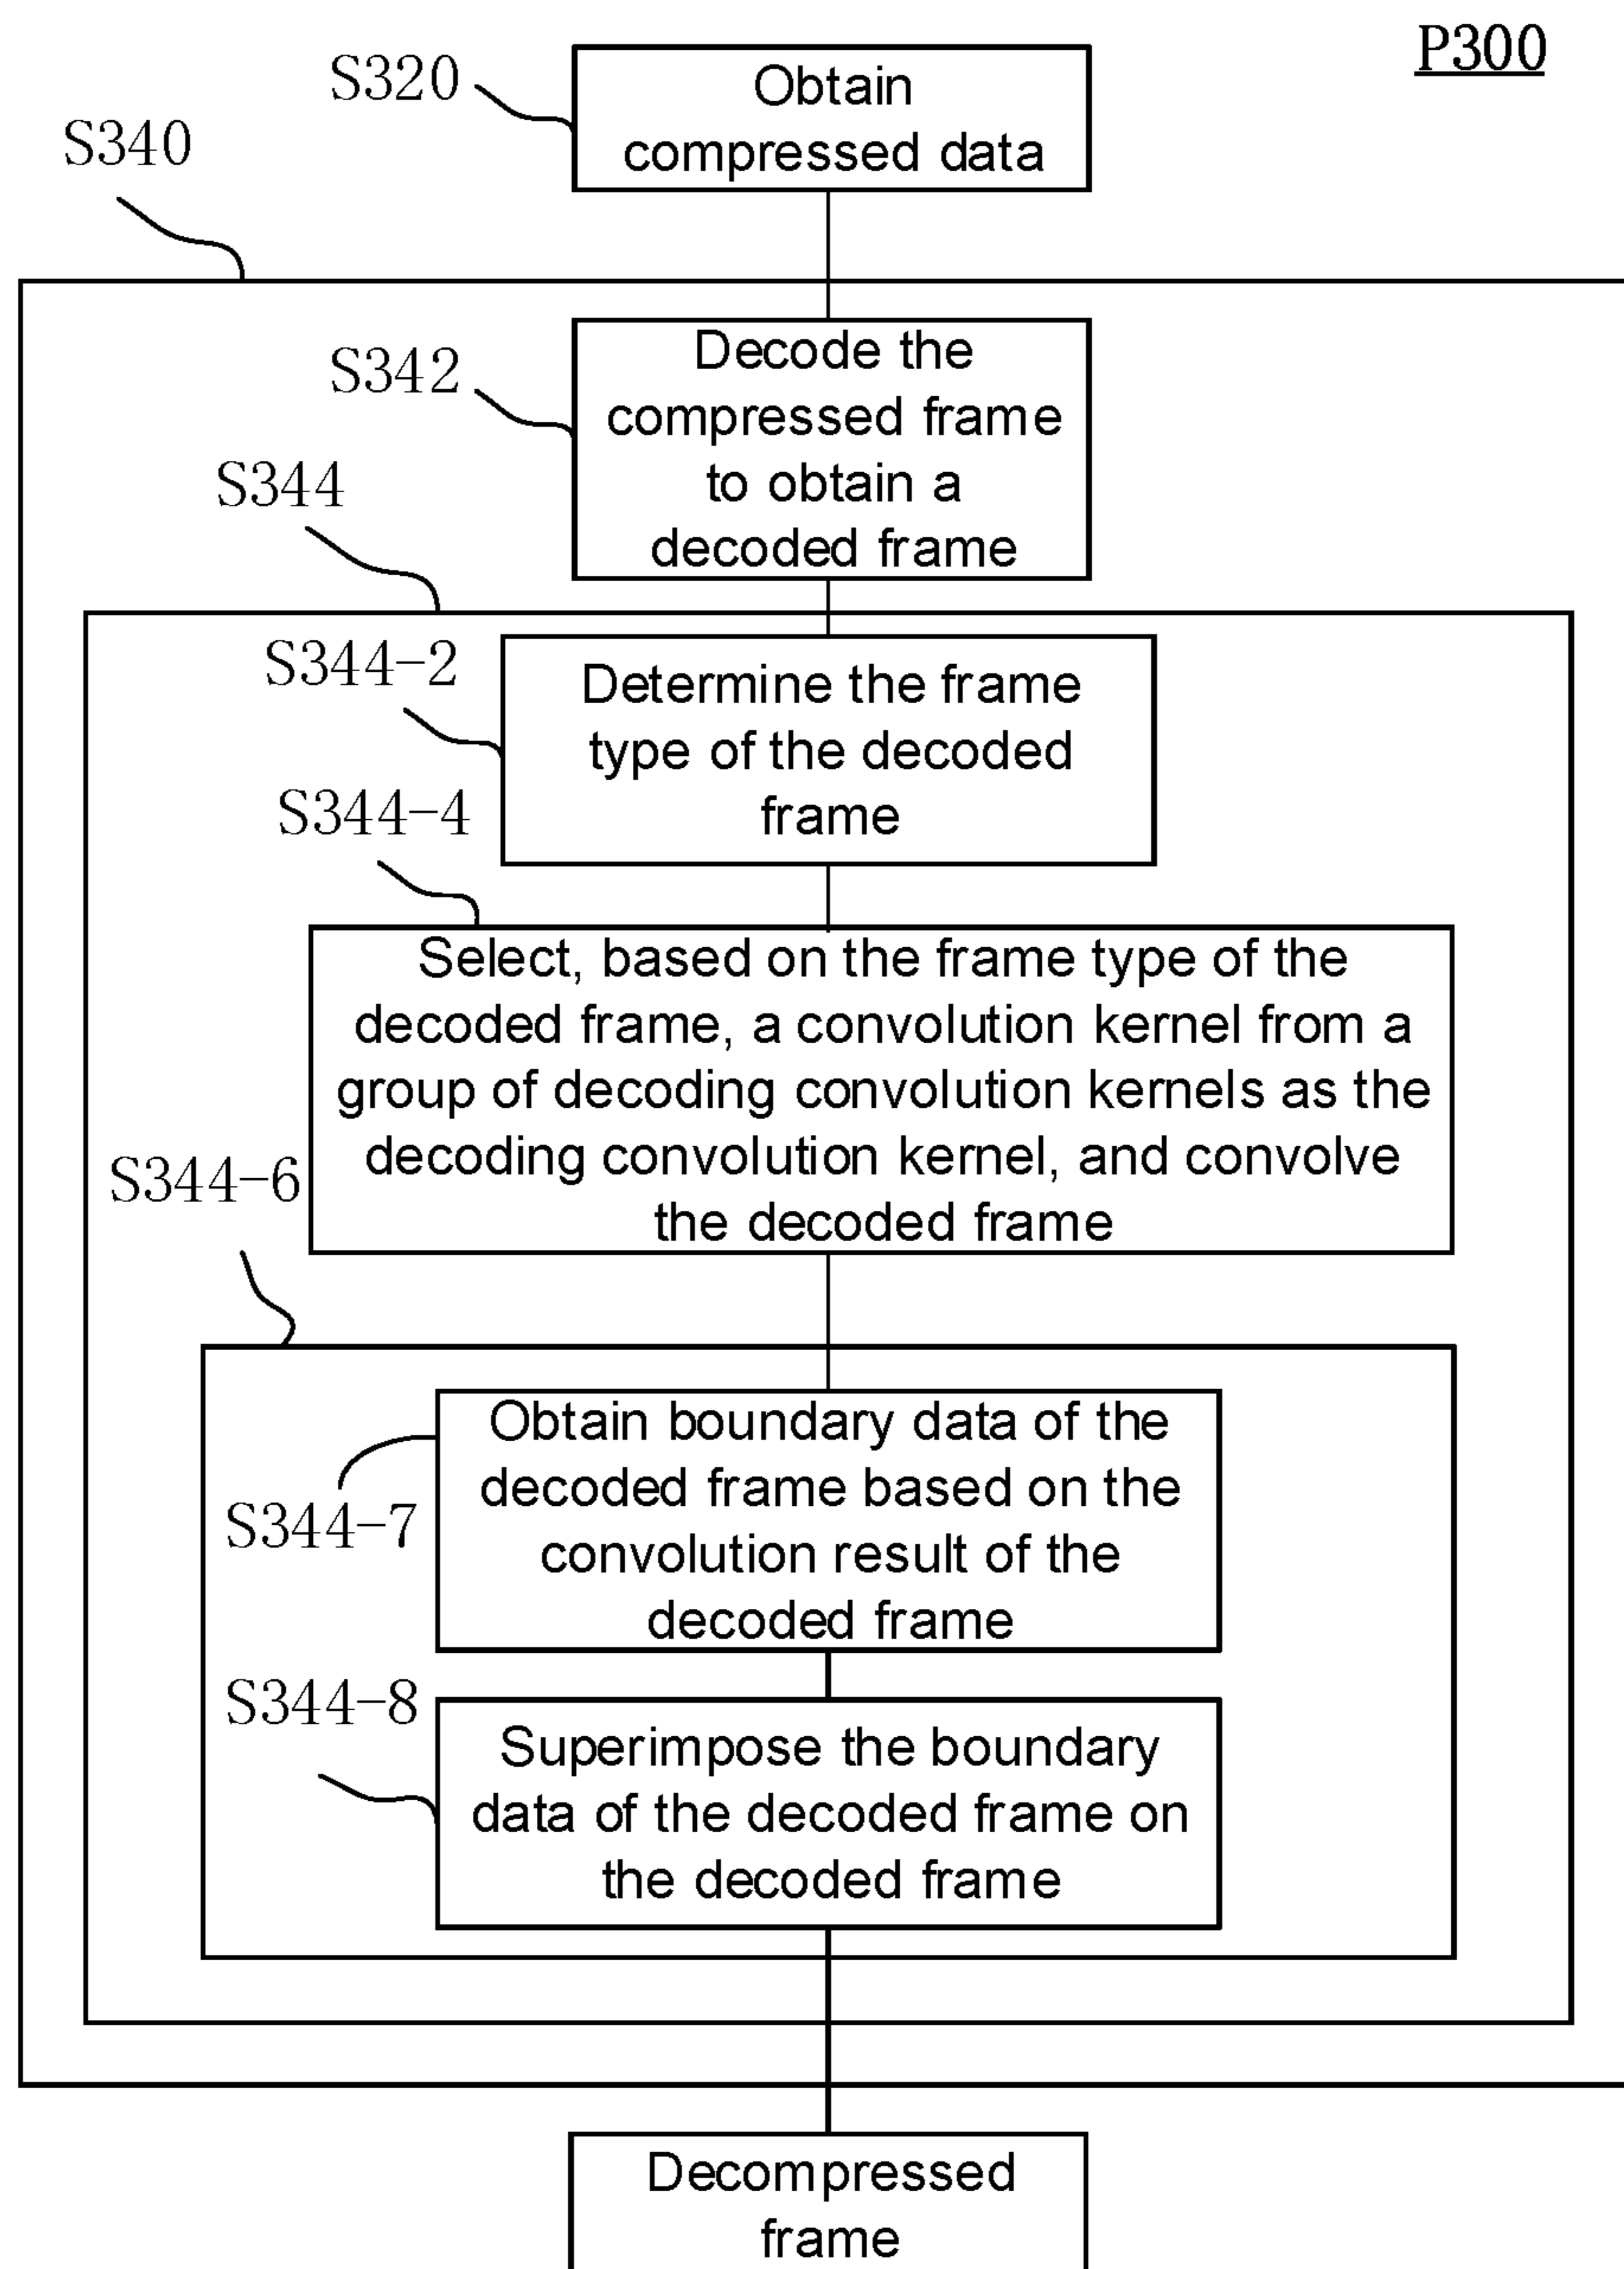 P300
S320
Obtain
compressed data
S340
S342
Decode the
compressed frame
to obtain a
decoded frame
S344
S344-2
Determine the frame
type of the decoded
frame
S344-4
Select, based on the frame type of the
decoded frame, a convolution kernel from a
group of decoding convolution kernels as the
decoding convolution kernel, and convolve
the decoded frame
S344-6
Obtain boundary data of the
decoded frame based on the
convolution result of the
decoded frame
S344-7
S344-8
Superimpose the boundary
data of the decoded frame on
the decoded frame
Decompressed
frame